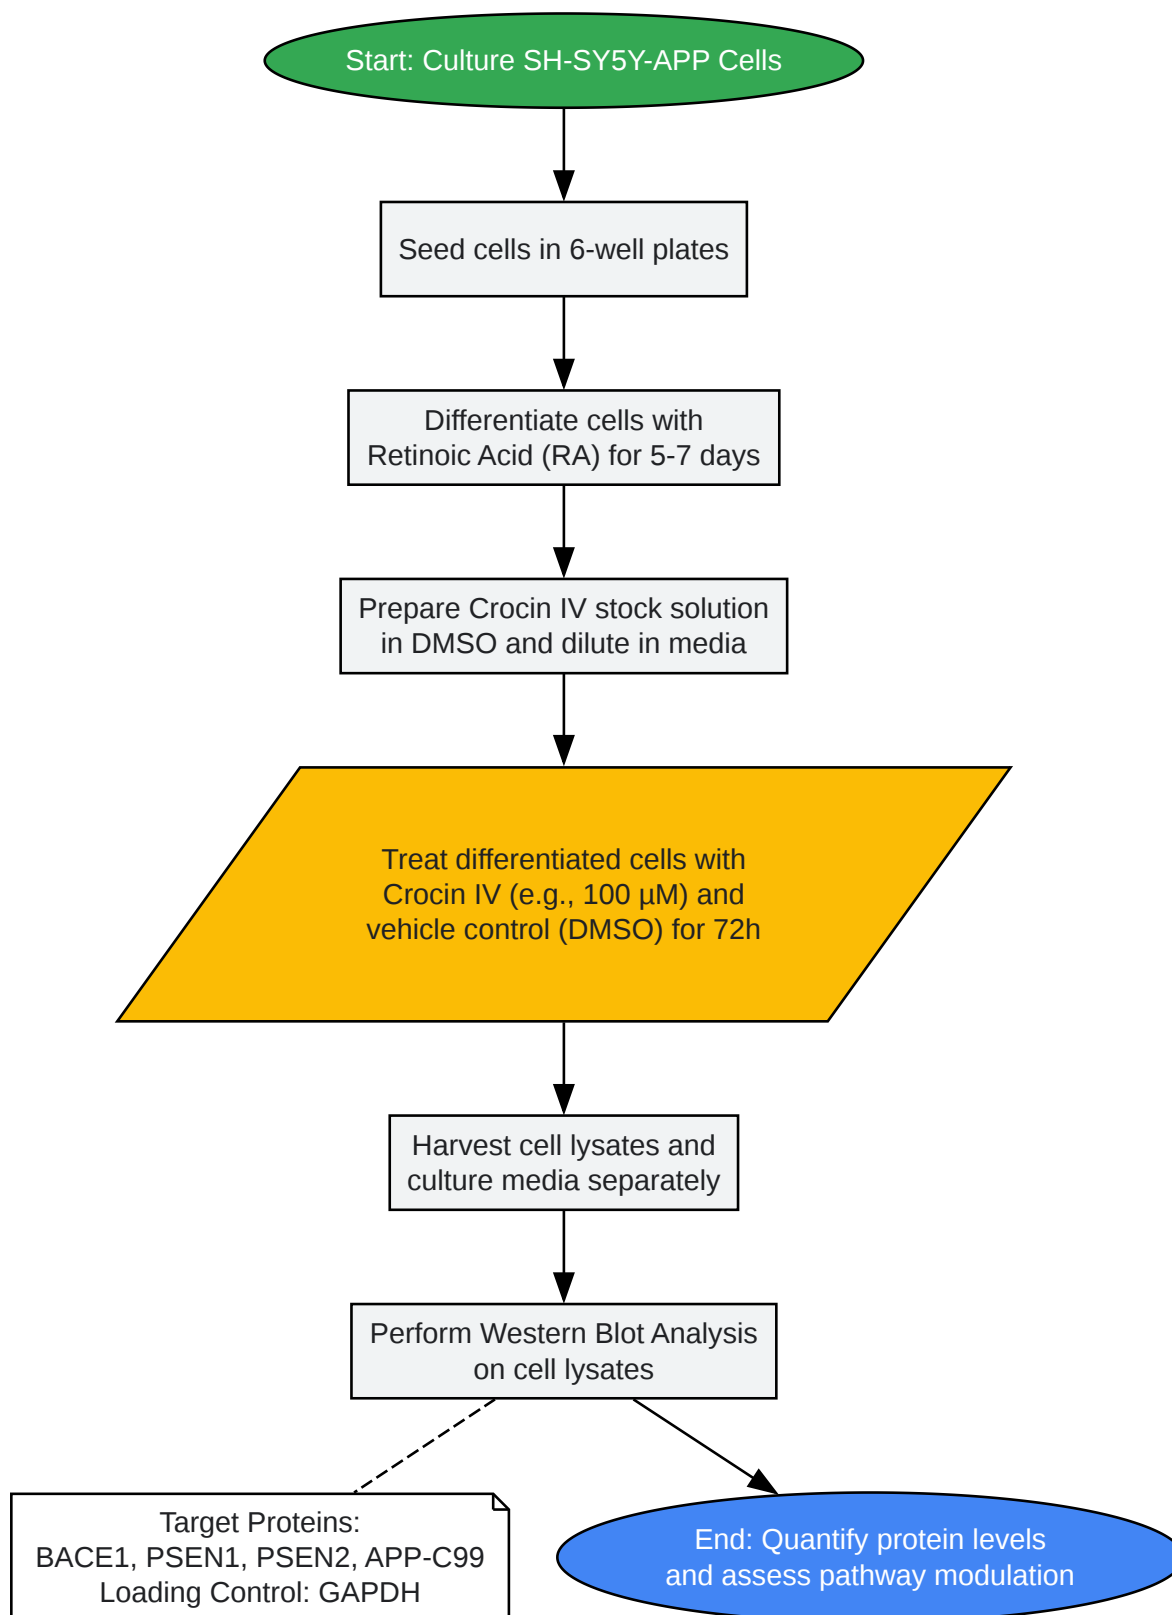 Start: Culture SH-SY5Y-APP Cells
Seed cells in 6-well plates
Differentiate cells with
Retinoic Acid (RA) for 5-7 days
Prepare Crocin IV stock solution
in DMSO and dilute in media
Treat differentiated cells with
Crocin IV (e.g., 100 µM) and
vehicle control (DMSO) for 72h
Harvest cell lysates and
culture media separately
Perform Western Blot Analysis
on cell lysates
Target Proteins:
BACE1, PSEN1, PSEN2, APP-C99
Loading Control: GAPDH
End: Quantify protein levels
and assess pathway modulation